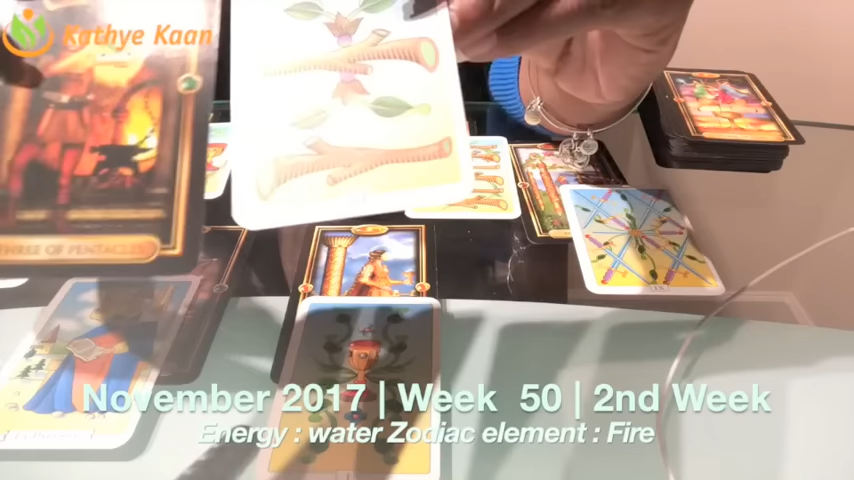 Kathye Kaan
THREE OF PENTACLES
November 2017 | Week 50 | 2nd Week
Energy : water Zodiac element : Fire